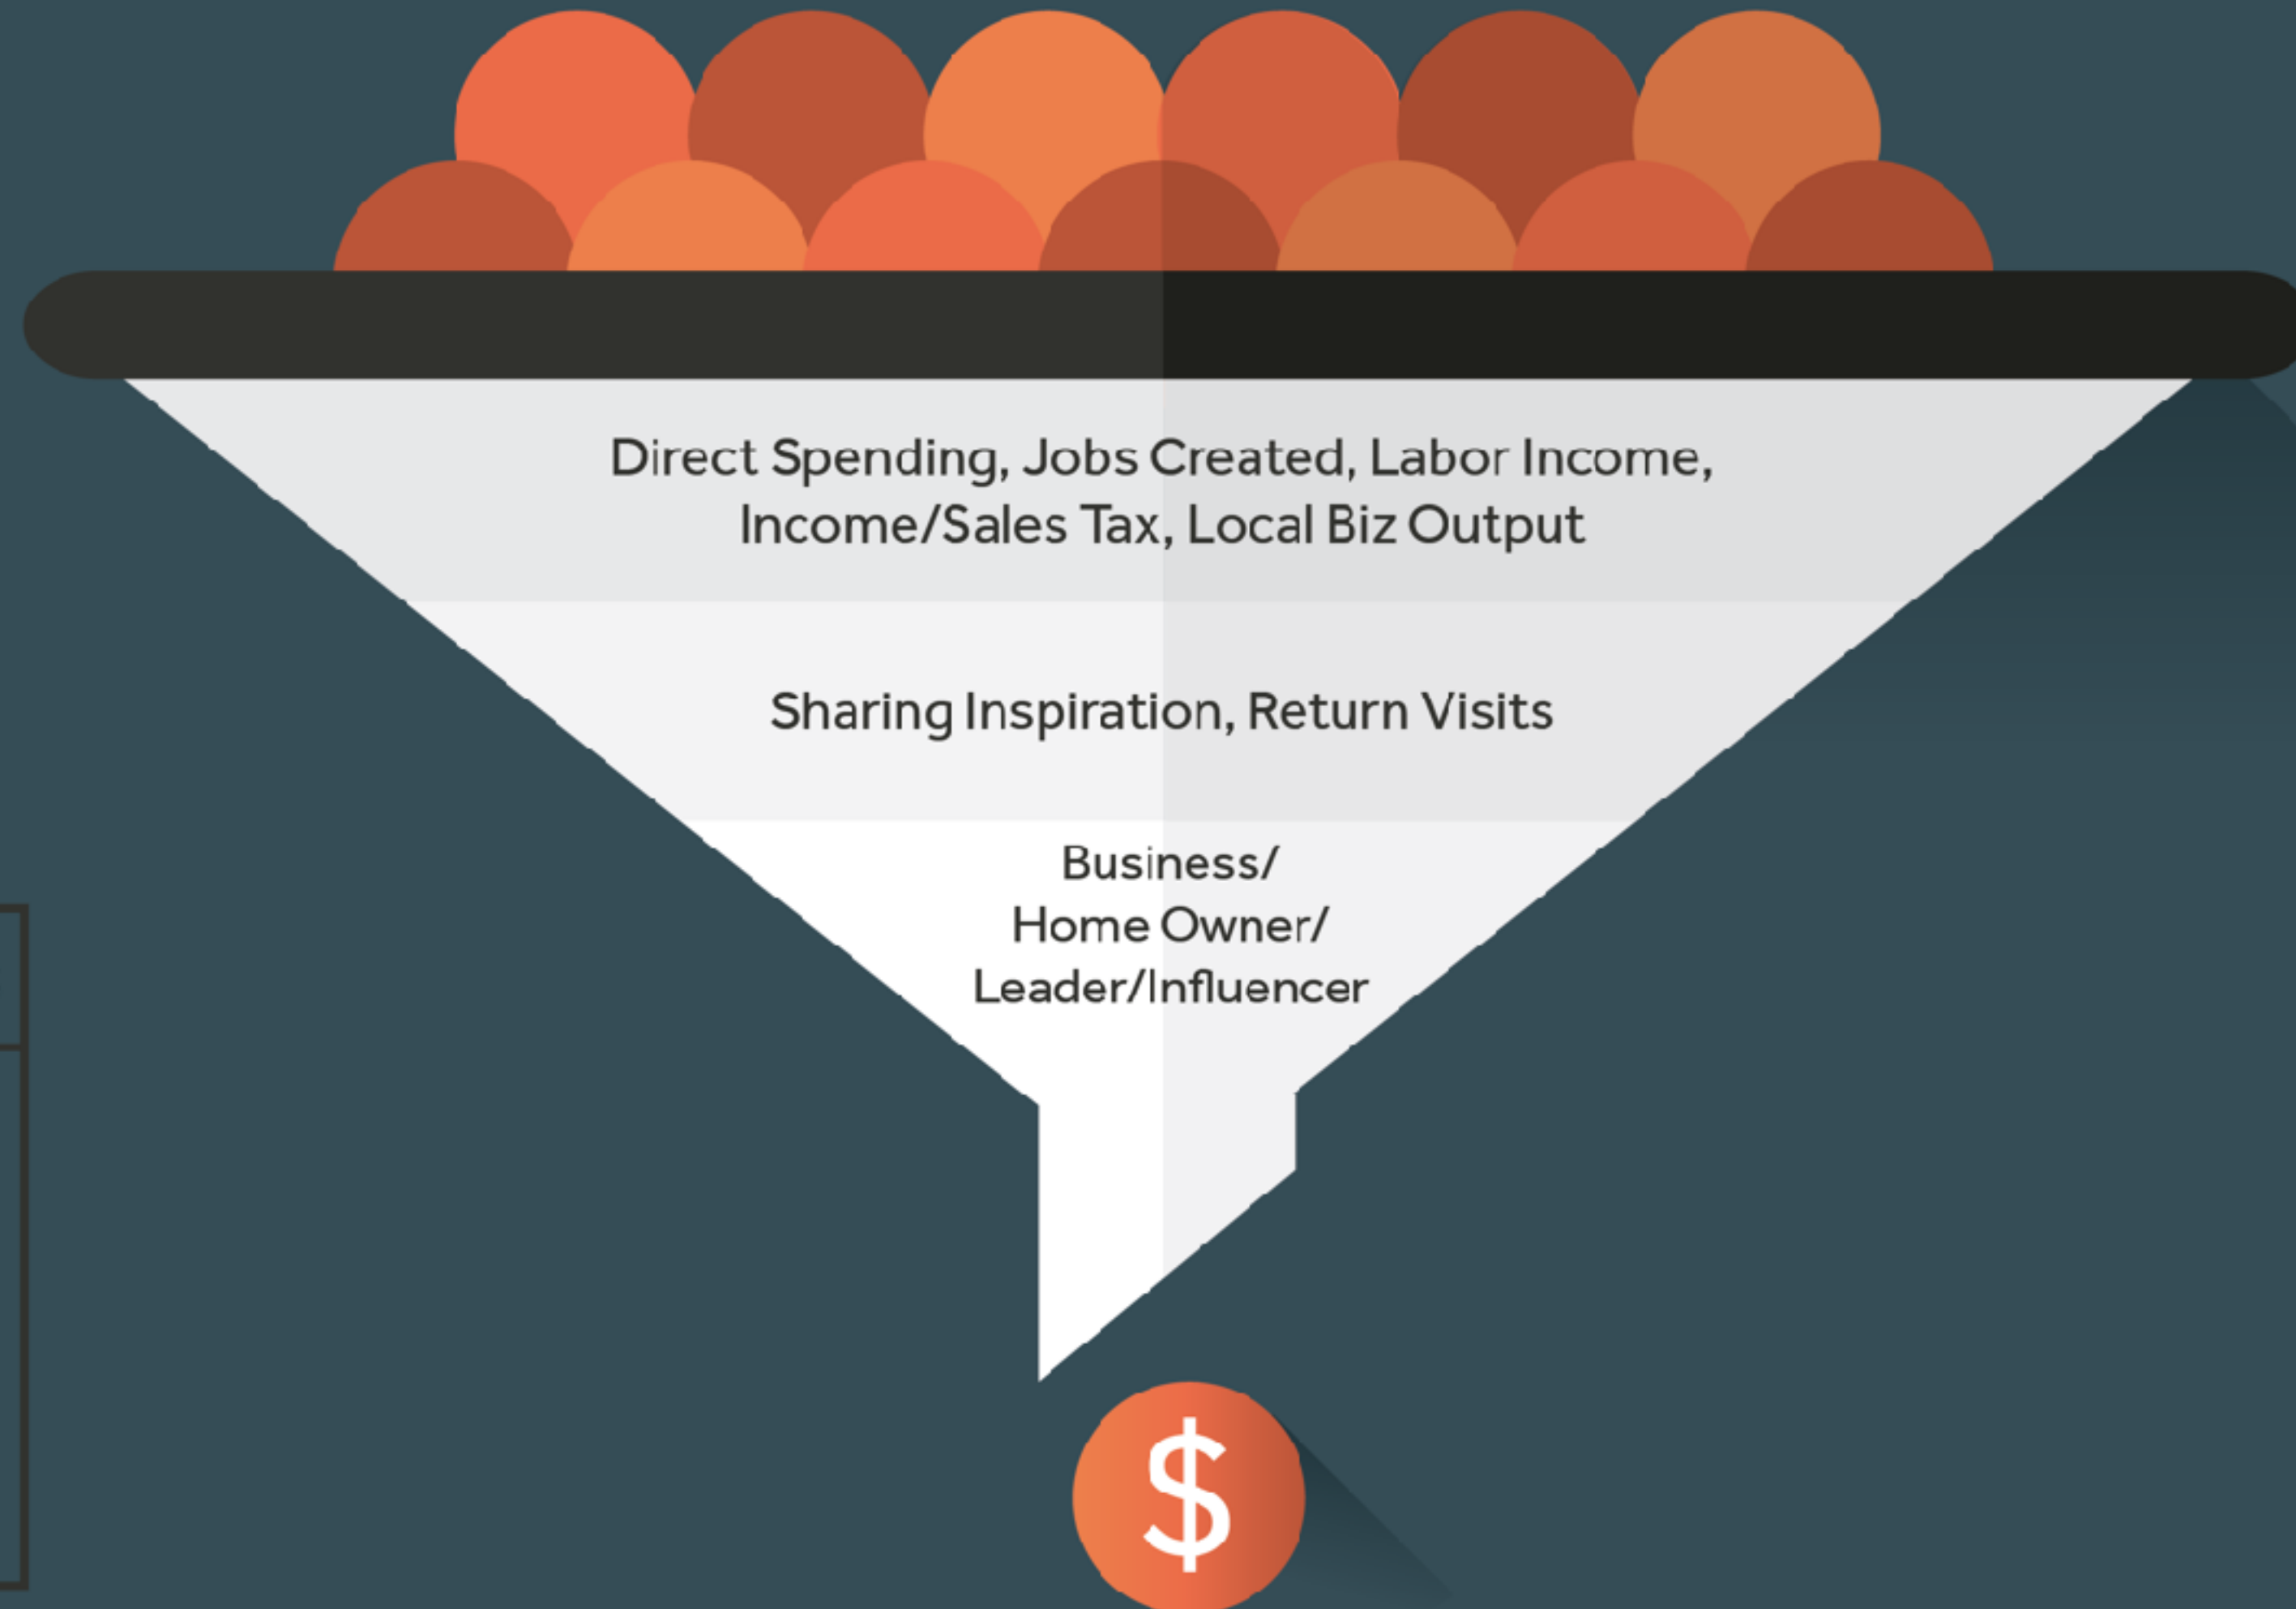 Direct Spending, Jobs Created, Labor Income,
Income/Sales Tax, Local Biz Output
Sharing Inspiration, Return Visits
Business/
Home Owner/
Leader/Influencer
$